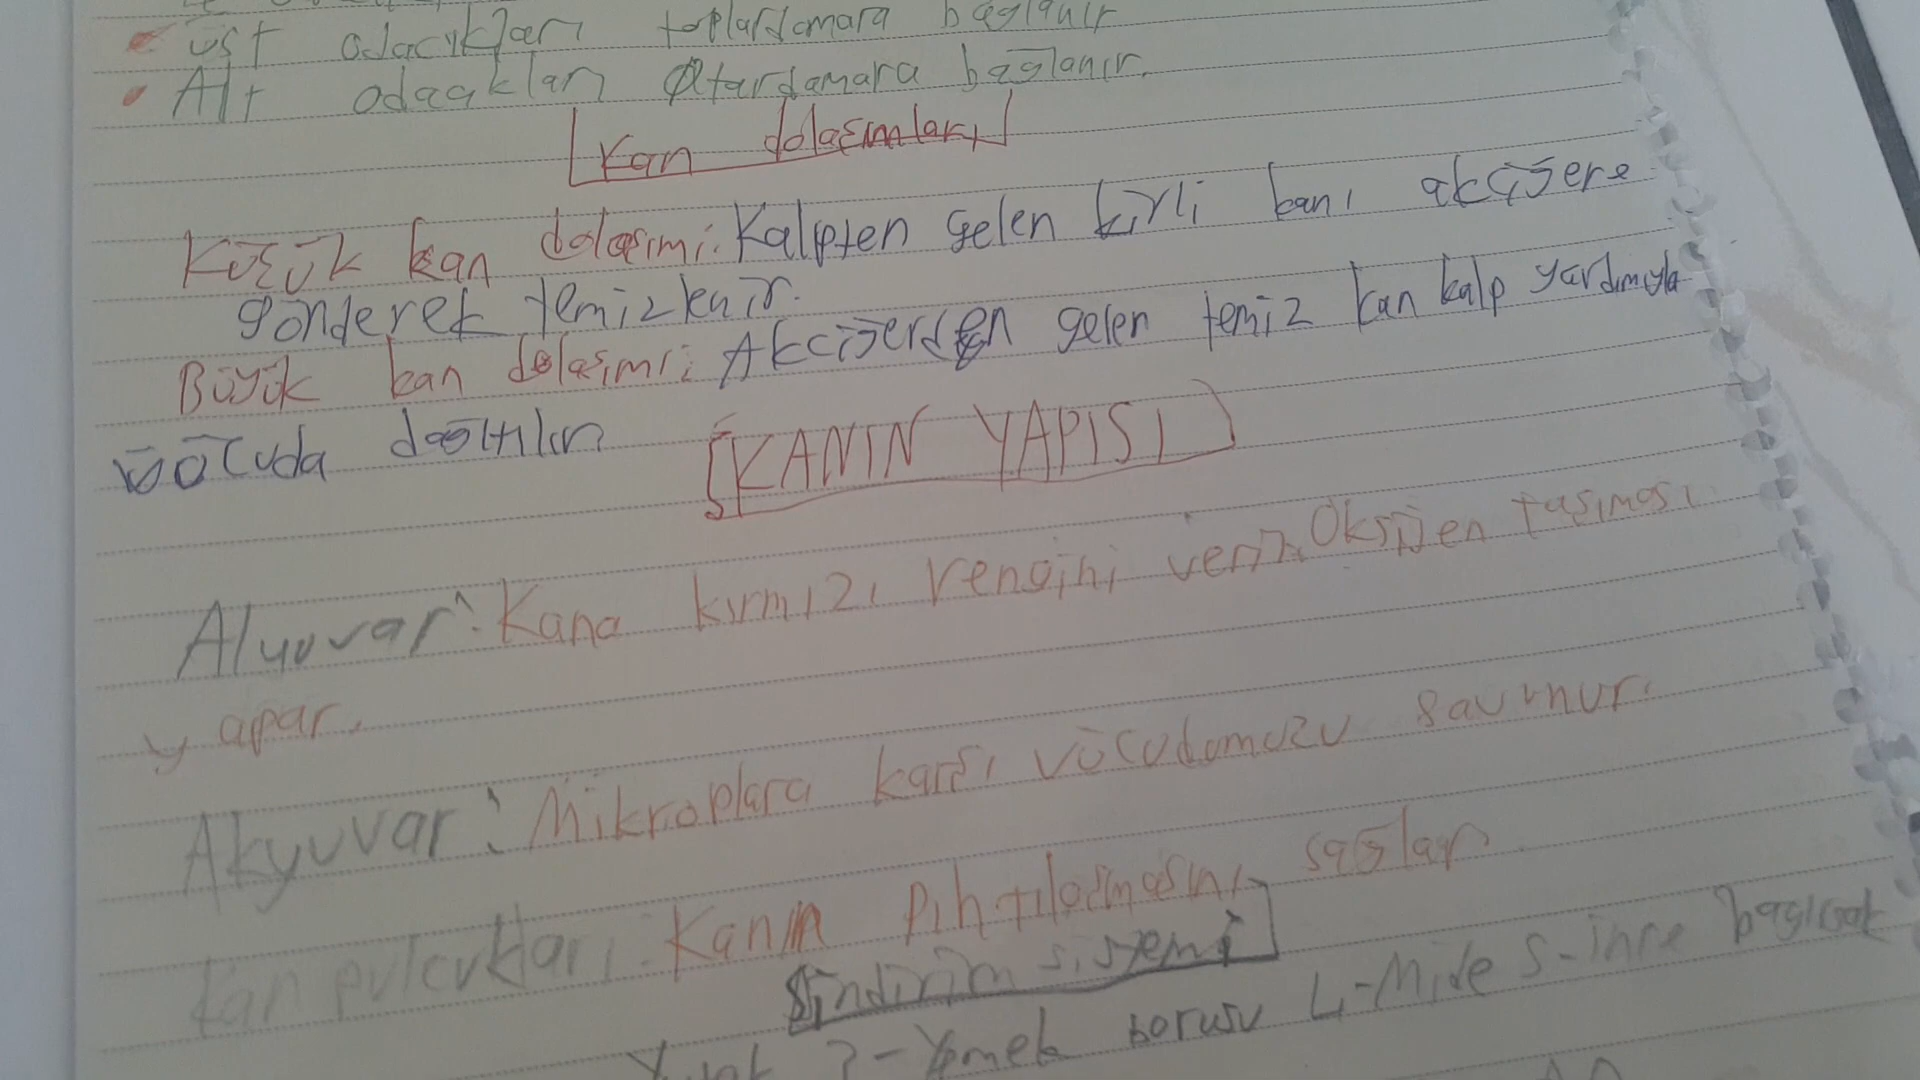 üst odacıkları toplardamara bağlanır
Alt odacıkları Atardamara bağlanır.
Kan dolaşımları
Küçük kan dolaşımı: Kalpten gelen kirli kanı akciğere
gönderek temizlenir.
Büyük kan dolaşımı: Akciğerden gelen temiz kan kalp yardımıyla
vücuda dağıtılır
KANIN YAPISI
Alyuvar: Kana kırmızı rengini verir. Oksijen taşıması
yapar.
Akyuvar: Mikroplara karşı vücudumuzu savunur.
Kan pulcukları: Kanın pıhtılaşmasını sağlar
Sindirim sistemi
3-Yemek borusu 4-Mide 5-ince bağırsak